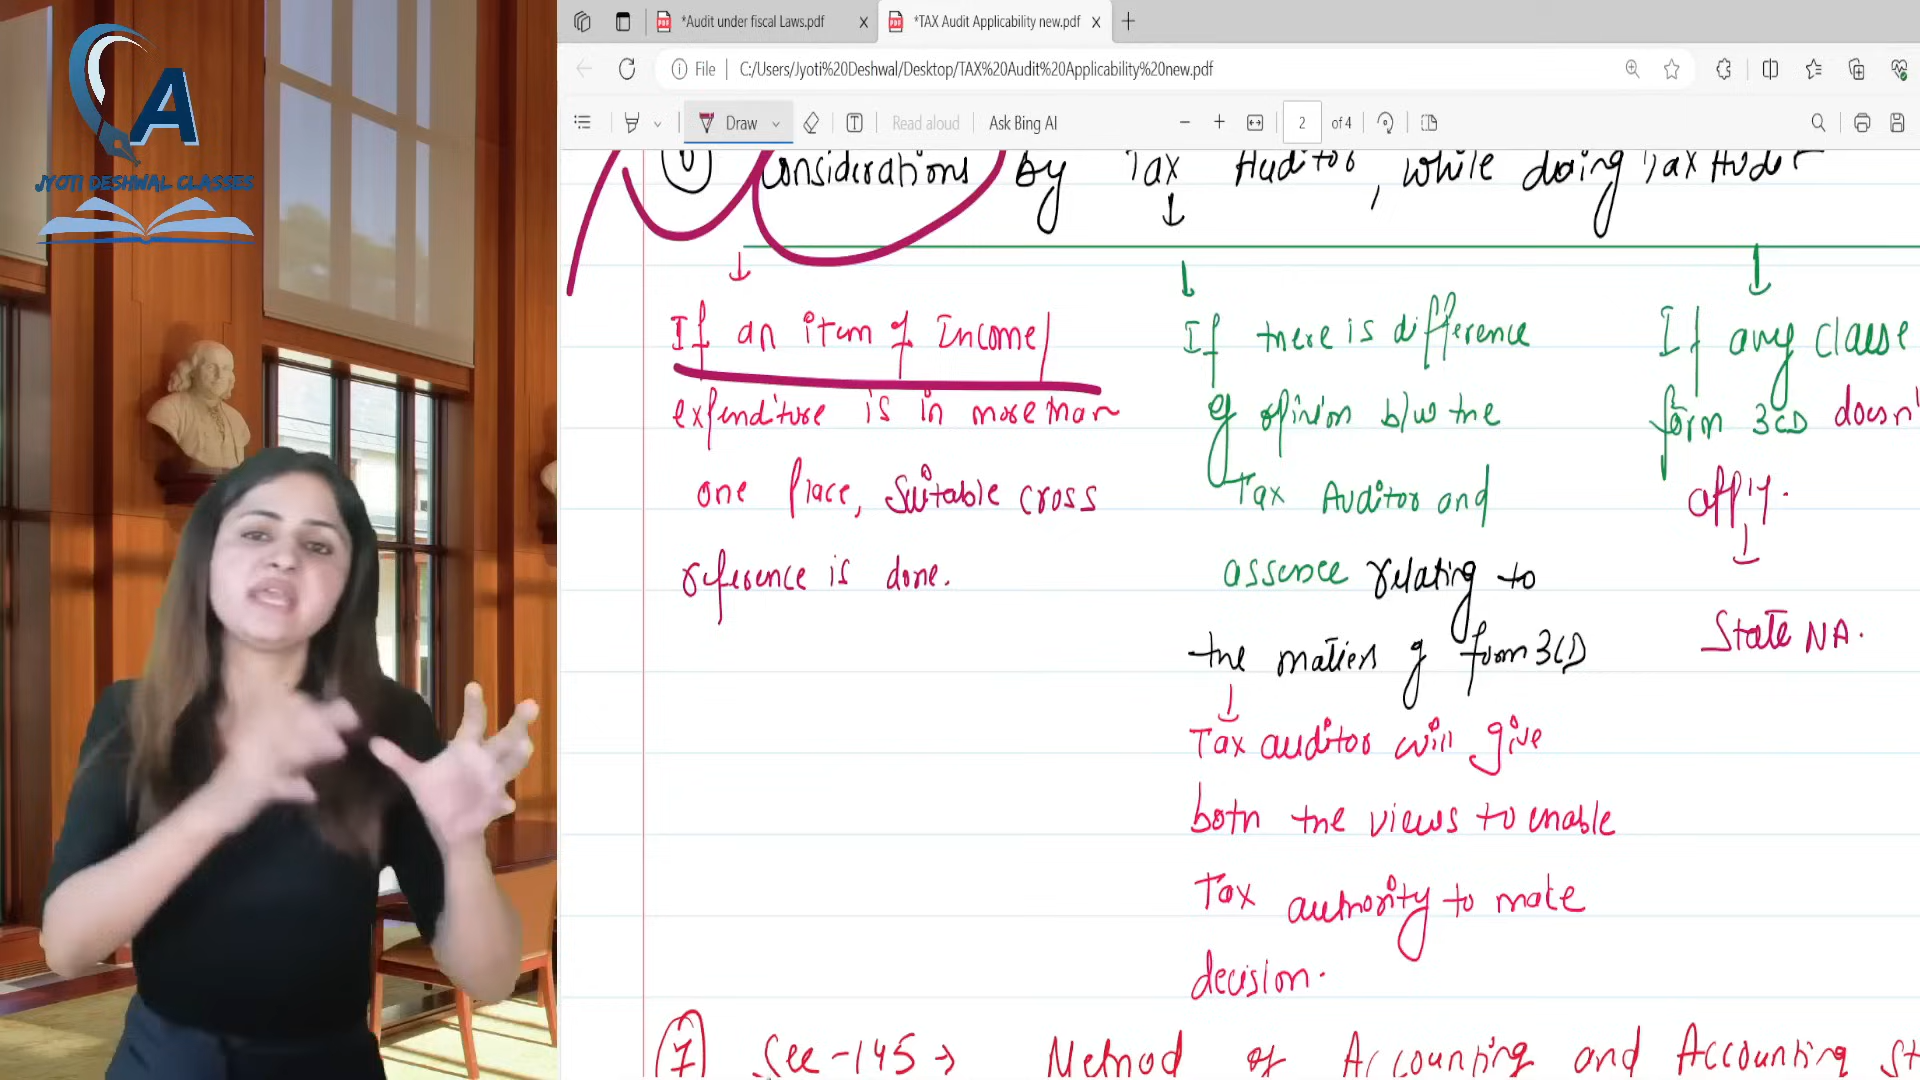 A
JYOTI DESHWAL CLASSES
*Audit under fiscal Laws.pdf
*TAX Audit Applicability new.pdf
File C:/Users/Jyoti%20Deshwal/Desktop/TAX%20Audit%20Applicability%20new.pdf
Draw Read aloud Ask Bing AI 2 of 4
⑥ Considerations by Tax Auditor, while doing Tax Audit
If an item of Income/
expenditure is in more than
one place, suitable cross
reference is done.
If there is difference
of opinion b/w the
Tax Auditor and
assesee relating to
the matters of form 3CD
Tax auditor will give
both the views to enable
Tax authority to make
decision.
If any clause
form 3CD doesn'
apply.
State NA.
7 Sec-145 → Method of Accounting and Accounting St